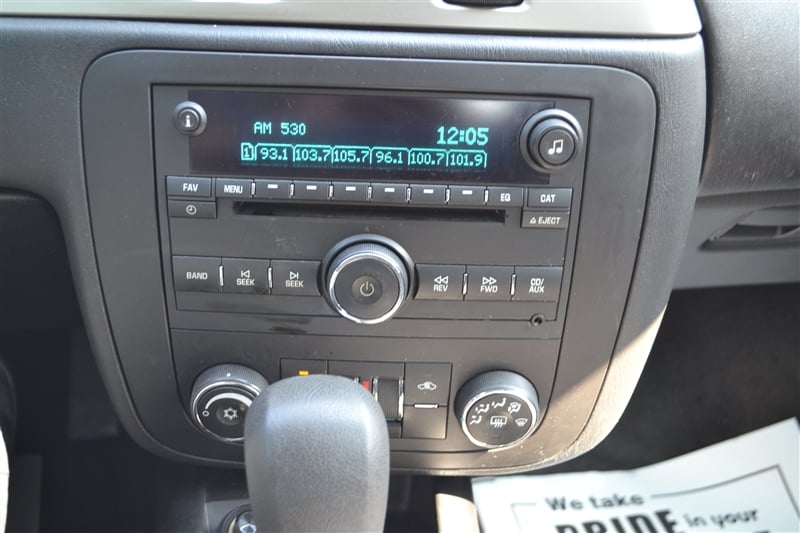 AM 530 12:05
1 93.1 103.7 105.7 96.1 100.7 101.9
FAV MENU EQ CAT
EJECT
BAND SEEK SEEK REV FWD CD/AUX
We take
PRIDE in your